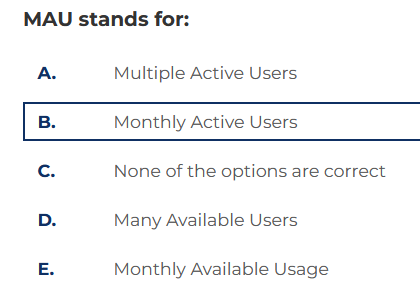 MAU stands for:
A. Multiple Active Users
B. Monthly Active Users
C. None of the options are correct
D. Many Available Users
E. Monthly Available Usage